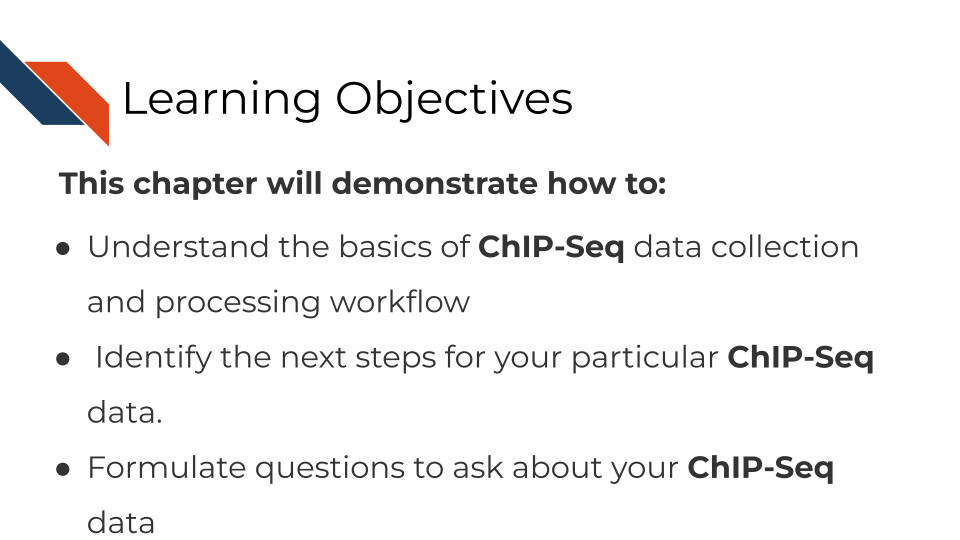 Learning Objectives
This chapter will demonstrate how to:
● Understand the basics of ChIP-Seq data collection
and processing workflow
● Identify the next steps for your particular ChIP-Seq
data.
● Formulate questions to ask about your ChIP-Seq
data